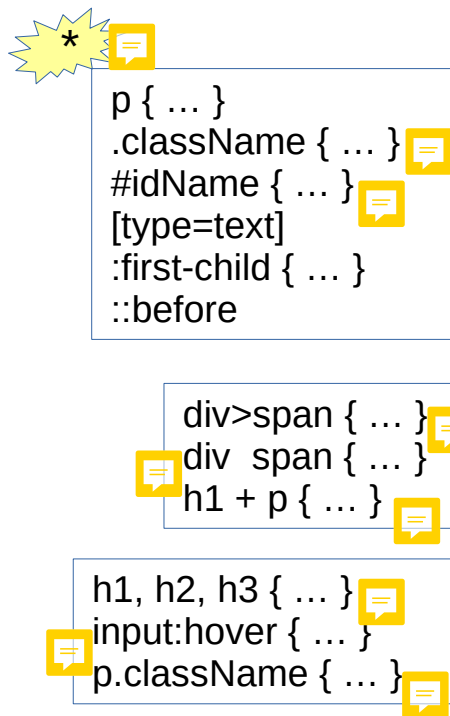 *
p { … }
.className { … }
#idName { … }
[type=text]
:first-child { … }
::before
div>span { … }
div  span { … }
h1 + p { … }
h1, h2, h3 { … }
input:hover { … }
p.className { … }